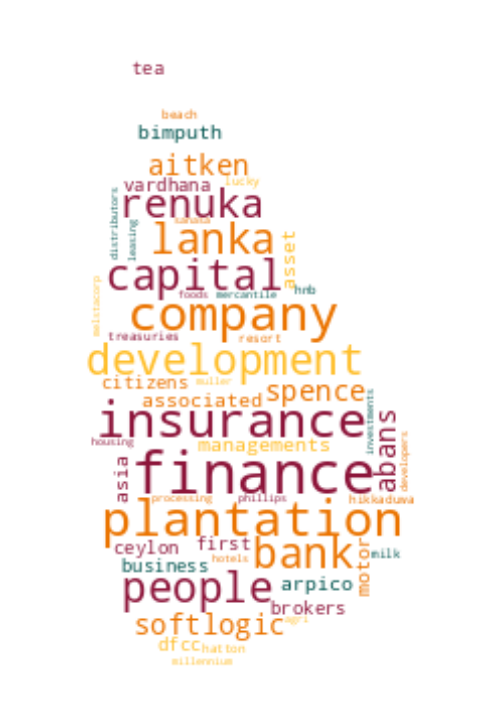 tea
beach
bimputh
aitken
vardhana lucky
renuka
sanasa
distributors
leasing
lanka
asset
capital
hnb
foods mercantile
melstacorp
company
treasuries resort
development
citizens muller
spence
associated
investments
insurance
abans
housing managements
developers
asia
finance
processing phillips hikkaduwa
plantation
ceylon first
bank
motor
milk
hotels
business
people arpico
brokers
softlogic agri
dfcc hatton
millennium